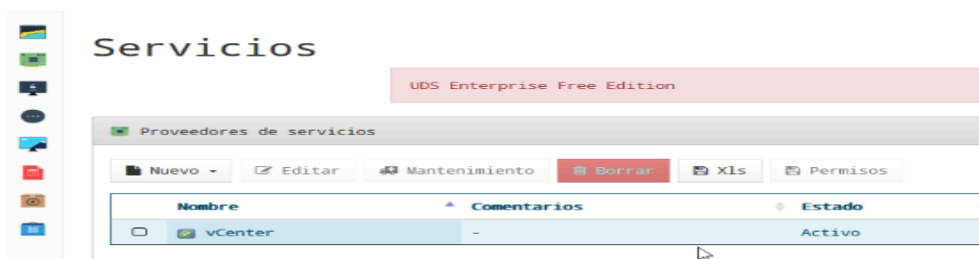 Servicios
UDS Enterprise Free Edition
Proveedores de servicios
Nuevo Editar Mantenimiento Borrar Xls Permisos
Nombre Comentarios Estado
vCenter - Activo